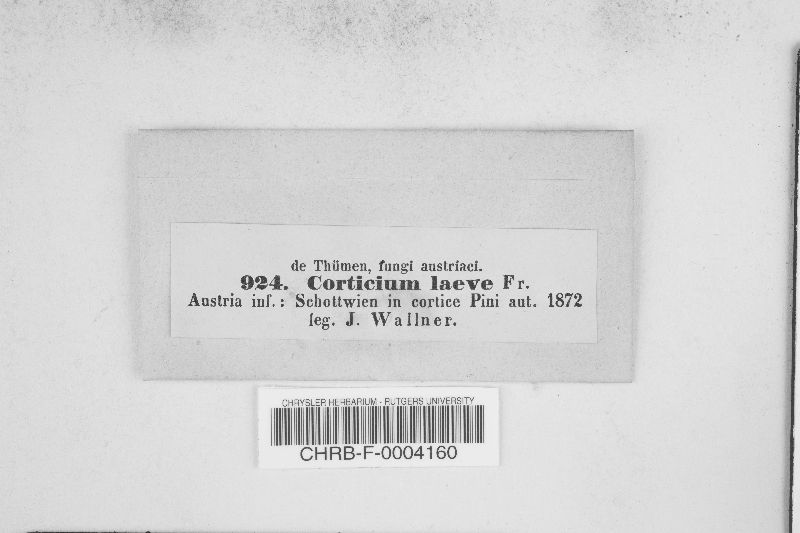 de Thümen, fungi austriaci.
924. Corticium laeve Fr.
Austria inf.: Schottwien in cortice Pini aut. 1872
leg. J. Wallner.
CHRYSLER HERBARIUM - RUTGERS UNIVERSITY
CHRB-F-0004160